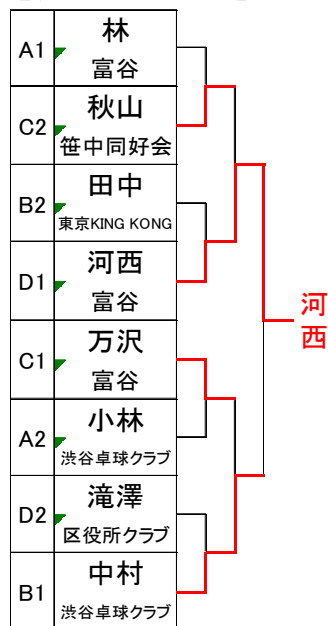 A1
林
富谷
C2
秋山
笹中同好会
B2
田中
東京KING KONG
D1
河西
富谷
C1
万沢
富谷
A2
小林
渋谷卓球クラブ
D2
滝澤
区役所クラブ
B1
中村
渋谷卓球クラブ
河西